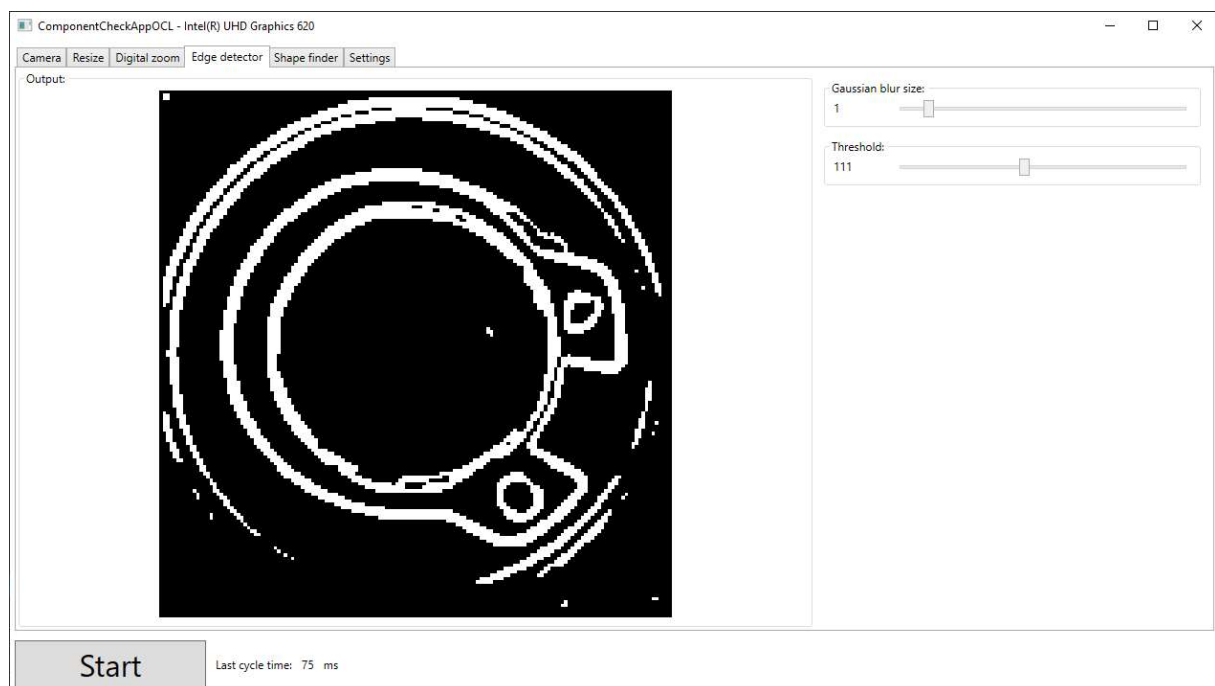 ComponentCheckAppOCL - Intel(R) UHD Graphics 620
Camera Resize Digital zoom Edge detector Shape finder Settings
Output:
Gaussian blur size:
1
Threshold:
111
Start Last cycle time: 75 ms